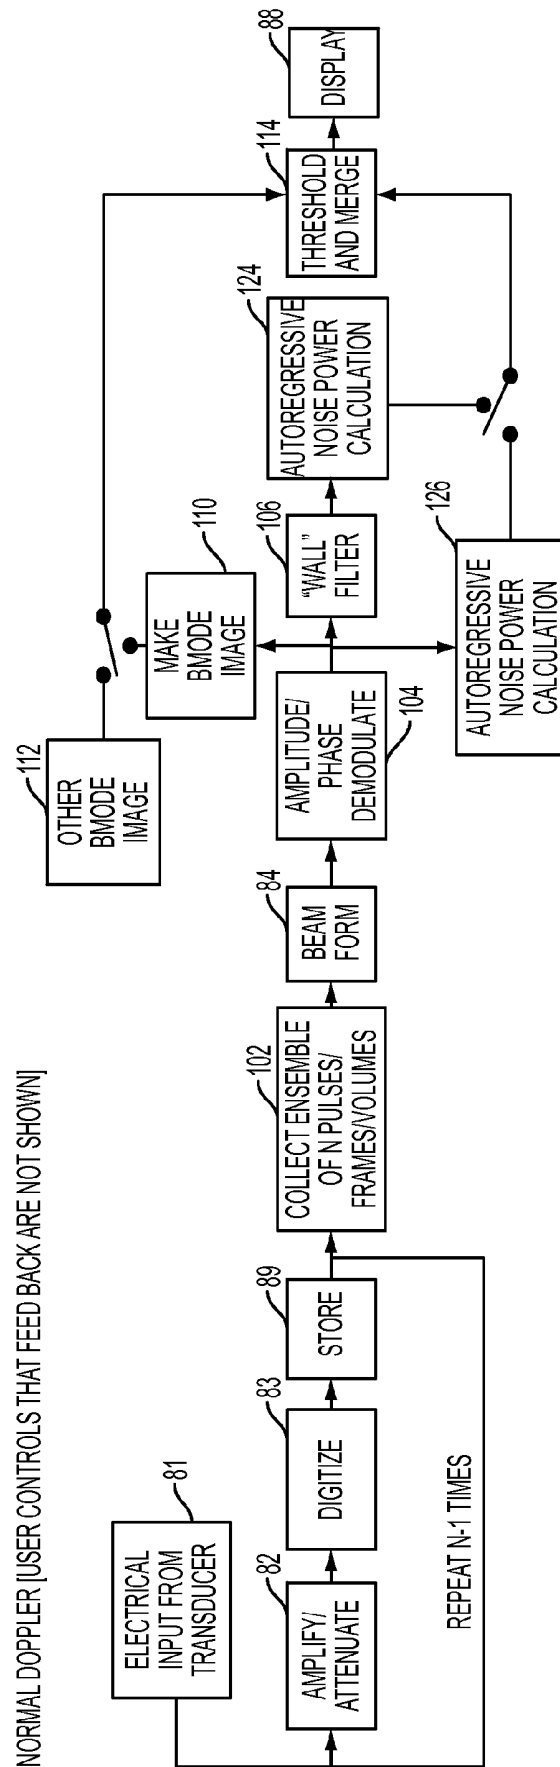 NORMAL DOPPLER [USER CONTROLS THAT FEED BACK ARE NOT SHOWN]
81
ELECTRICAL
INPUT FROM
TRANSDUCER
82
AMPLIFY/
ATTENUATE
83
DIGITIZE
89
STORE
REPEAT N-1 TIMES
102
COLLECT ENSEMBLE
OF N PULSES/
FRAMES/VOLUMES
84
BEAM
FORM
AMPLITUDE/
PHASE
DEMODULATE
104
112
OTHER
BMODE
IMAGE
110
MAKE
BMODE
IMAGE
106
"WALL"
FILTER
124
AUTOREGRESSIVE
NOISE POWER
CALCULATION
126
AUTOREGRESSIVE
NOISE POWER
CALCULATION
114
THRESHOLD
AND MERGE
88
DISPLAY